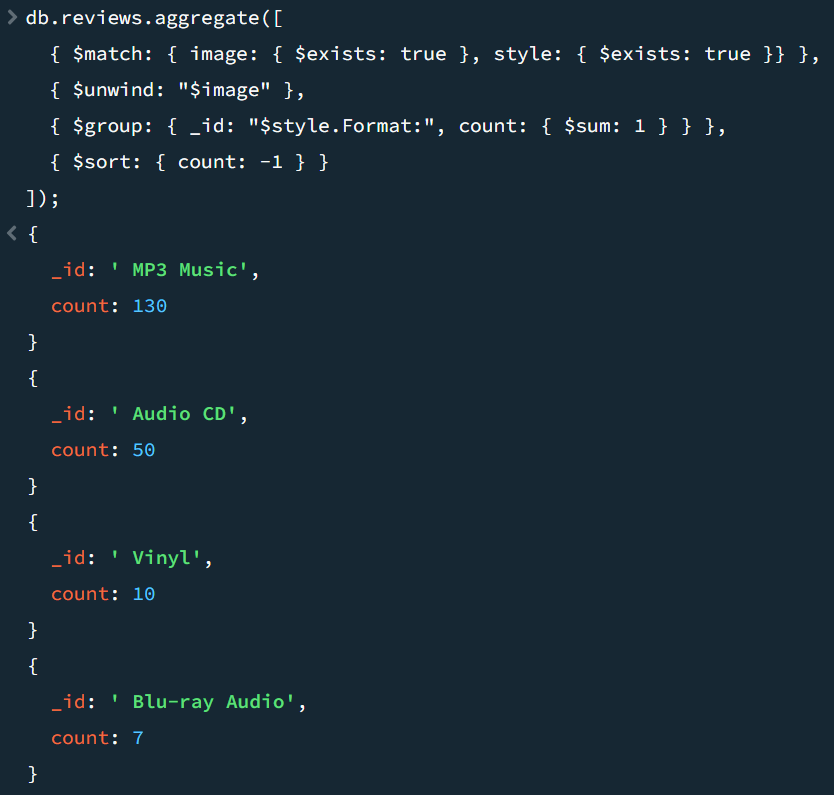 db.reviews.aggregate([
{ $match: { image: { $exists: true }, style: { $exists: true }} },
{ $unwind: "$image" },
{ $group: { _id: "$style.Format:", count: { $sum: 1 } } },
{ $sort: { count: -1 } }
]);
{
_id: ' MP3 Music',
count: 130
}
{
_id: ' Audio CD',
count: 50
}
{
_id: ' Vinyl',
count: 10
}
{
_id: ' Blu-ray Audio',
count: 7
}